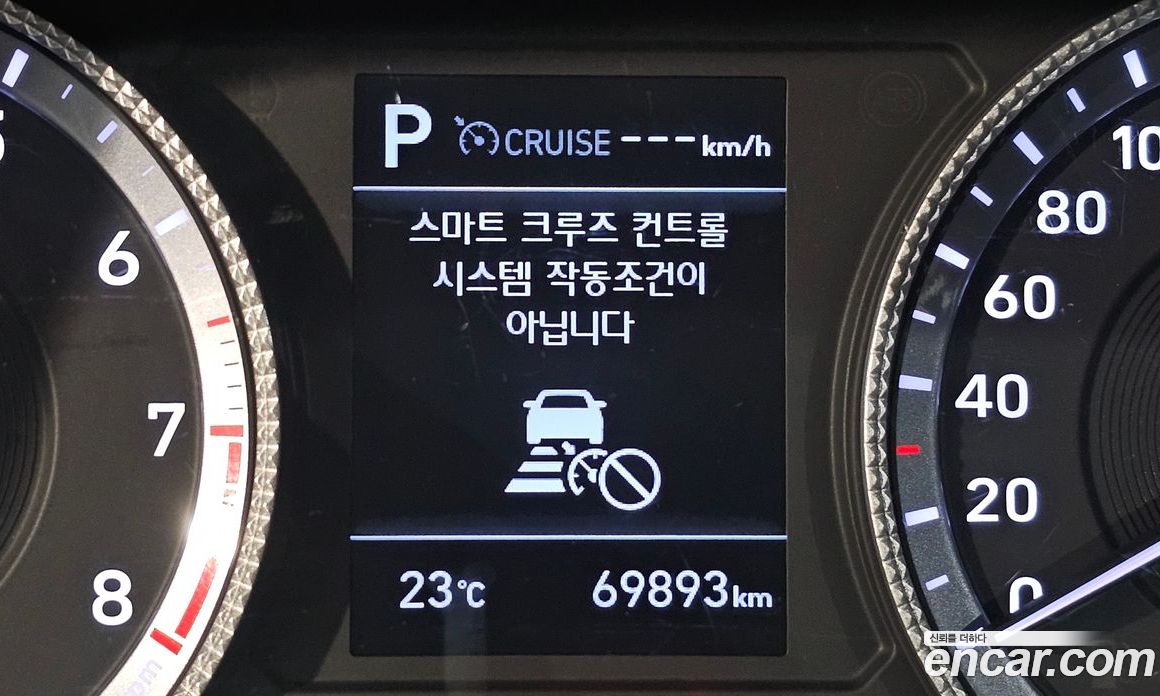 P CRUISE --- km/h
스마트 크루즈 컨트롤
시스템 작동조건이
아닙니다
23°C 69893 km
6
7
8
100
80
60
40
20
0
신뢰를 더하다
encar.com